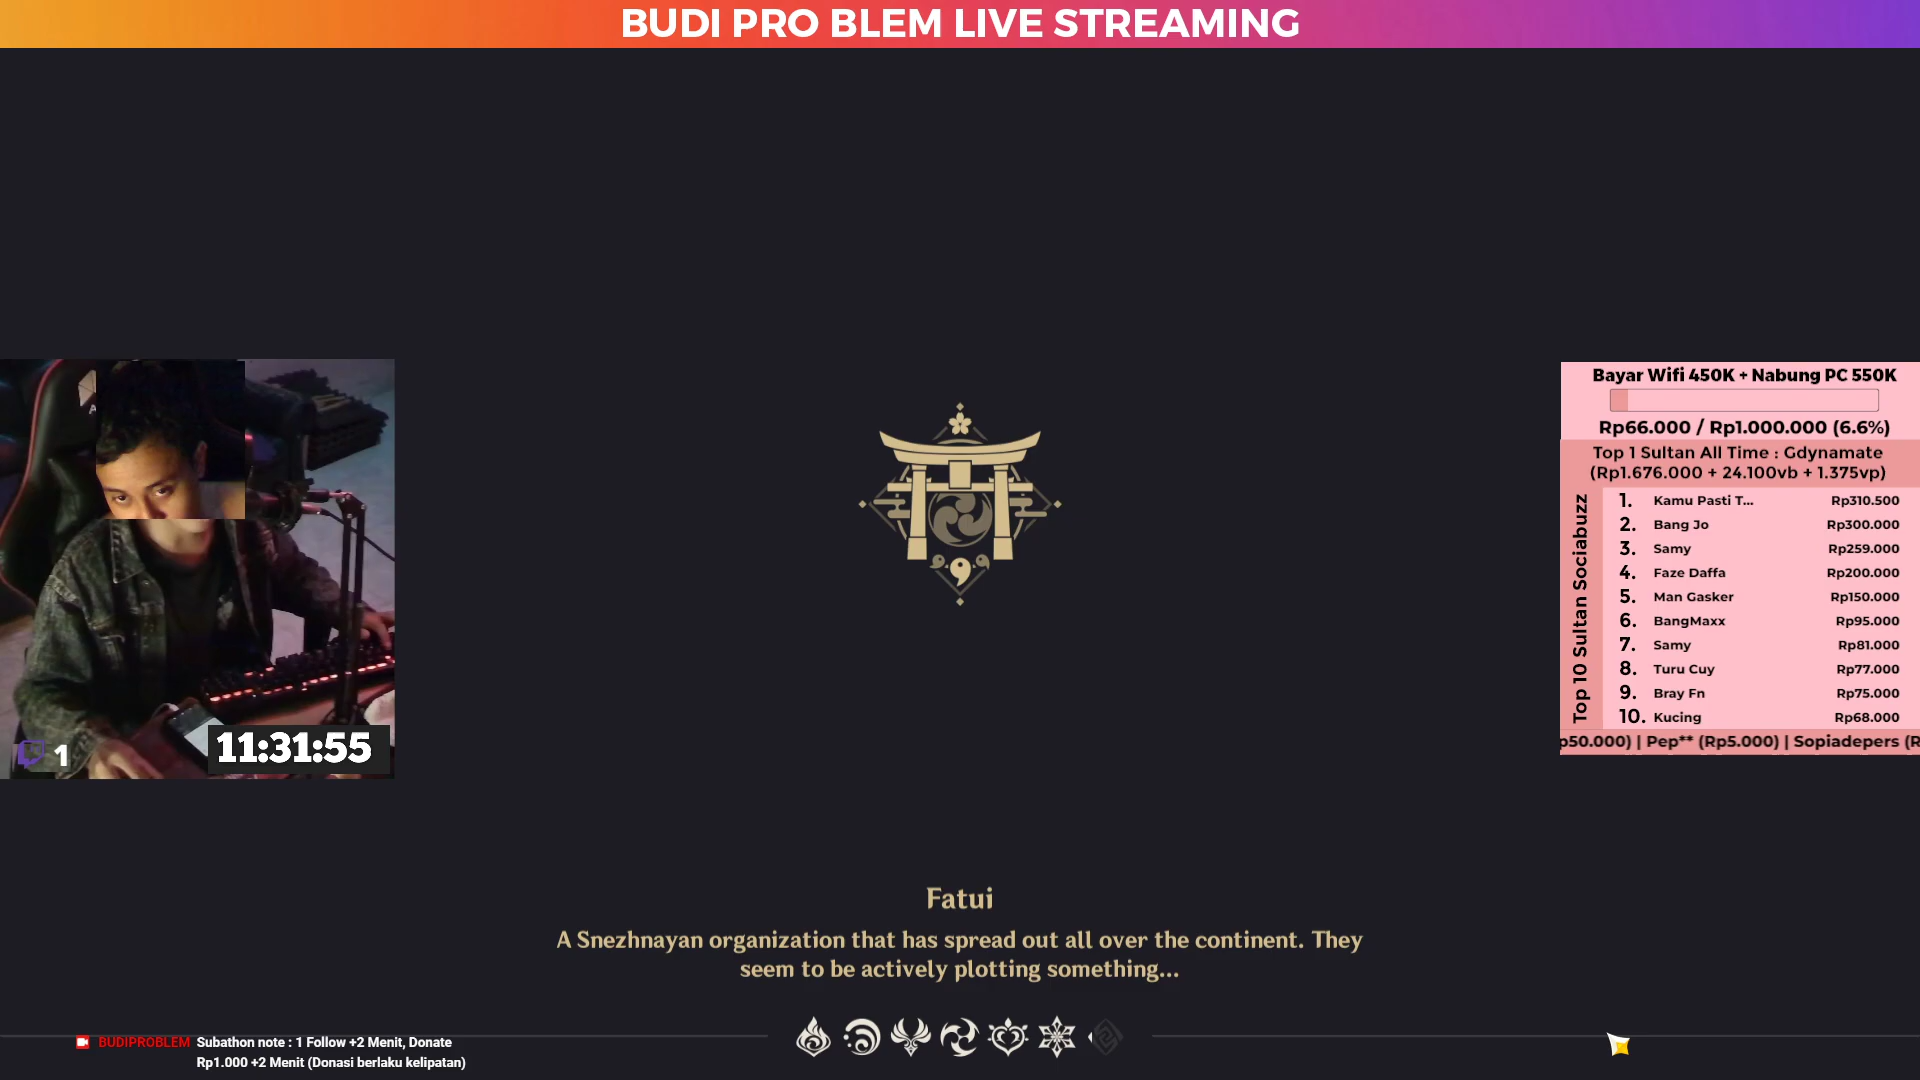 BUDI PRO BLEM LIVE STREAMING
Bayar Wifi 450K + Nabung PC 550K
Rp66.000 / Rp1.000.000 (6.6%)
Top 1 Sultan All Time : Gdynamate
(Rp1.676.000 + 24.100vb + 1.375vp)
Top 10 Sultan Sociabuzz
1. Kamu Pasti T... Rp310.500
2. Bang Jo Rp300.000
3. Samy Rp259.000
4. Faze Daffa Rp200.000
5. Man Gasker Rp150.000
6. BangMaxx Rp95.000
7. Samy Rp81.000
8. Turu Cuy Rp77.000
9. Bray Fn Rp75.000
10. Kucing Rp68.000
p50.000) | Pep** (Rp5.000) | Sopiadepers (R
1
11:31:55
Fatui
A Snezhnayan organization that has spread out all over the continent. They
seem to be actively plotting something...
BUDIPROBLEM Subathon note : 1 Follow +2 Menit, Donate
Rp1.000 +2 Menit (Donasi berlaku kelipatan)